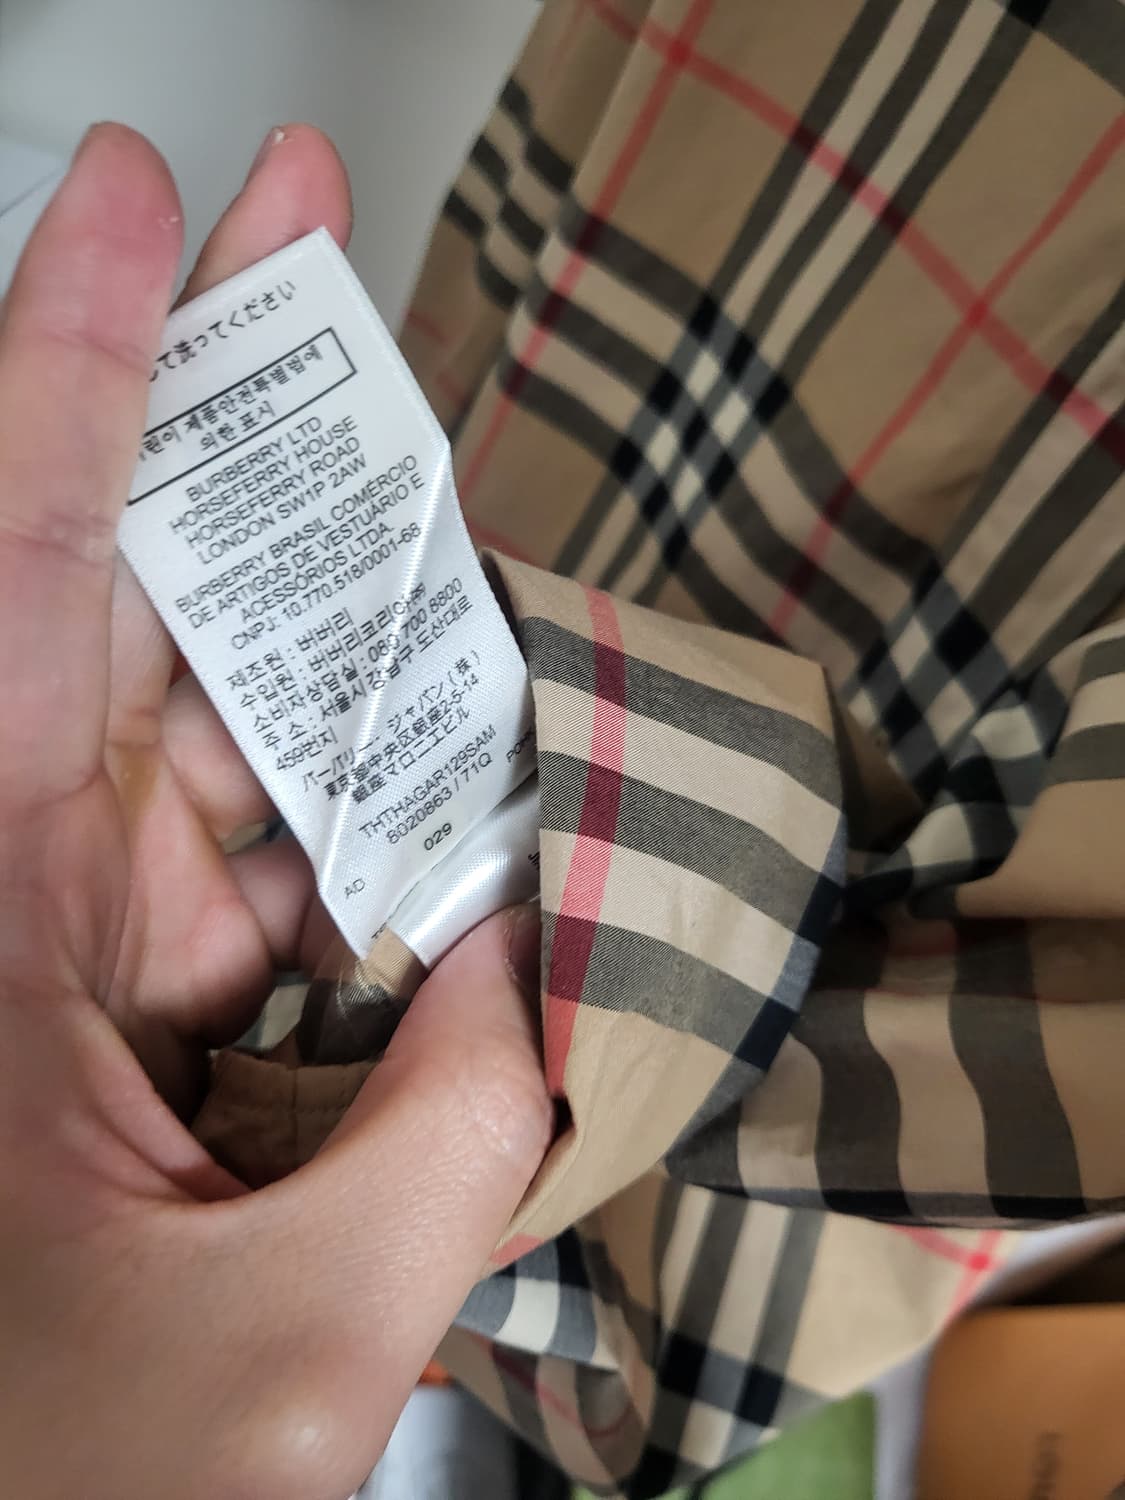 て洗ってください
어린이 제품안전특별법에
의한 표시
BURBERRY LTD
HORSEFERRY HOUSE
HORSEFERRY ROAD
LONDON SW1P 2AW
BURBERRY BRASIL COMÉRCIO
DE ARTIGOS DE VESTUÁRIO E
ACESSÓRIOS LTDA
CNPJ- 10.770.518/0001-68
제조원 : 버버리
수입원 : 버버리코리아㈜
소비자상담실 : 080 700 8800
주 소 : 서울시 강남구 도산대로
459번지
バーバリー・ジャパン(株)
東京都中央区銀座2-5-14
銀座マロニエビル
THTHAGAR129SAM
8020863 / 71Q
029
AD